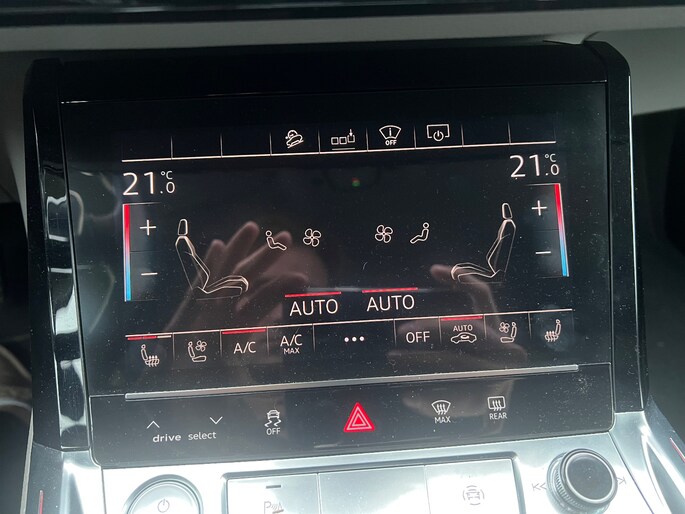 OFF
21.0 °C
21.0 °C
+
+
−
−
AUTO AUTO
A/C
A/C MAX
•••
OFF
AUTO
drive select
OFF
MAX
REAR